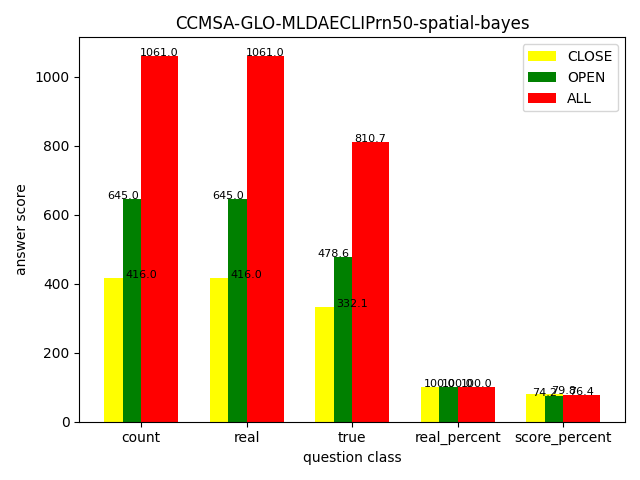 CCMSA-GLO-MLDAECLIPrn50-spatial-bayes
CLOSE
OPEN
ALL
answer score
1000
800
600
400
200
0
1061.0
645.0
416.0
1061.0
645.0
416.0
810.7
478.6
332.1
100.0
100.0
100.0
74.2
79.8
76.4
count
real
true
real_percent
score_percent
question class